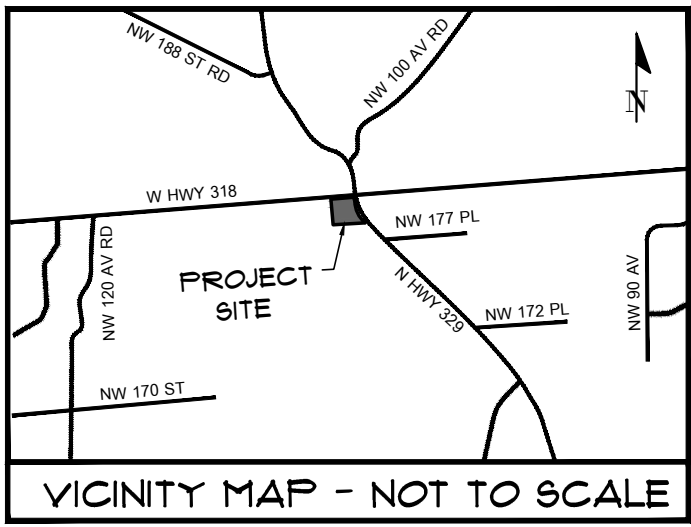 NW 188 ST RD
NW 100 AV RD
N
W HWY 318
NW 177 PL
NW 120 AV RD
PROJECT
SITE
N HWY 329
NW 90 AV
NW 172 PL
NW 170 ST
VICINITY MAP - NOT TO SCALE